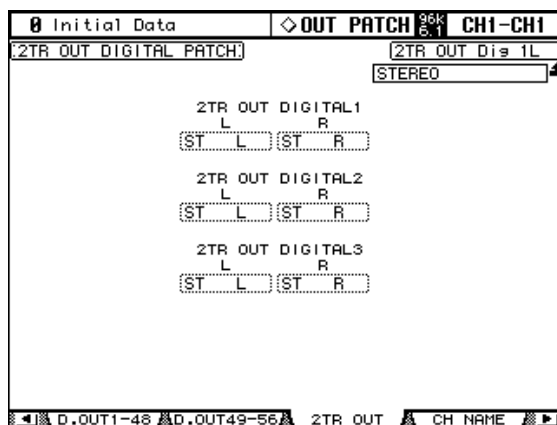 0 Initial Data ◇OUT PATCH 96k 6.1 CH1-CH1
2TR OUT DIGITAL PATCH 2TR OUT Dig 1L
STEREO
2TR OUT DIGITAL1
L R
ST L ST R
2TR OUT DIGITAL2
L R
ST L ST R
2TR OUT DIGITAL3
L R
ST L ST R
◄ D.OUT1-48 D.OUT49-56 2TR OUT CH NAME ►